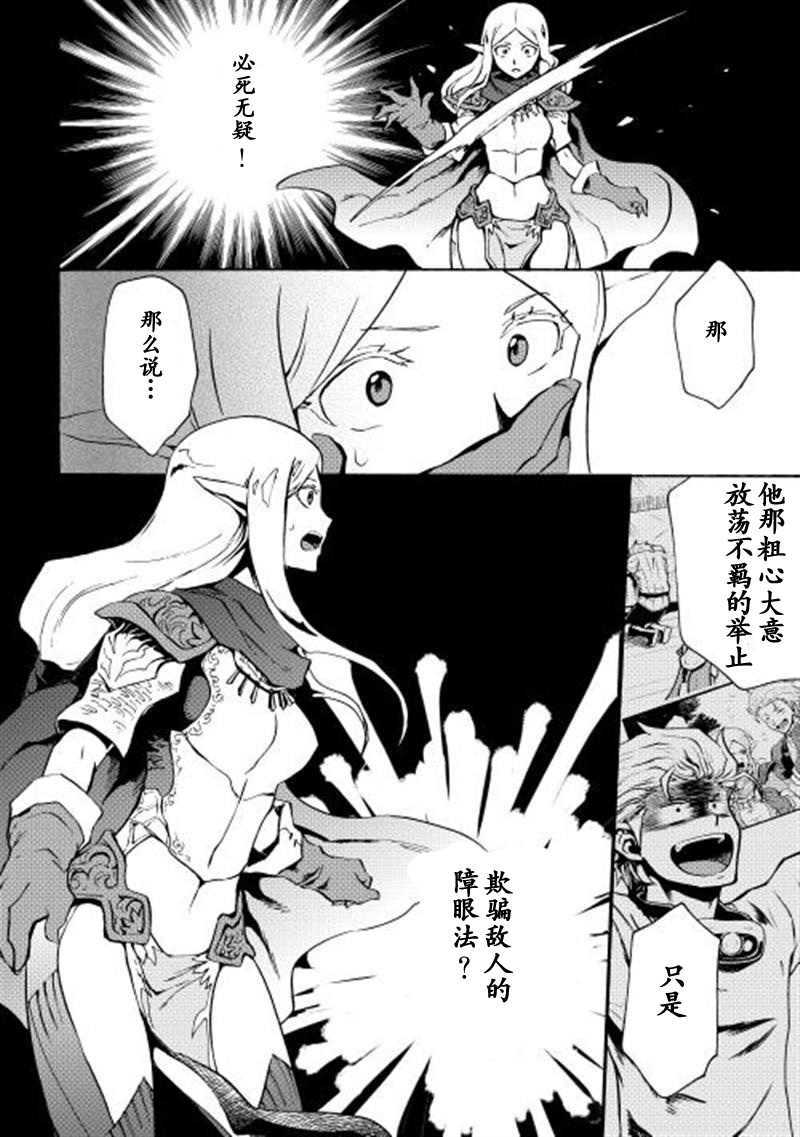 必死无疑！
那
那么说…
他那粗心大意
放荡不羁的举止
只是
欺骗敌人的
障眼法？